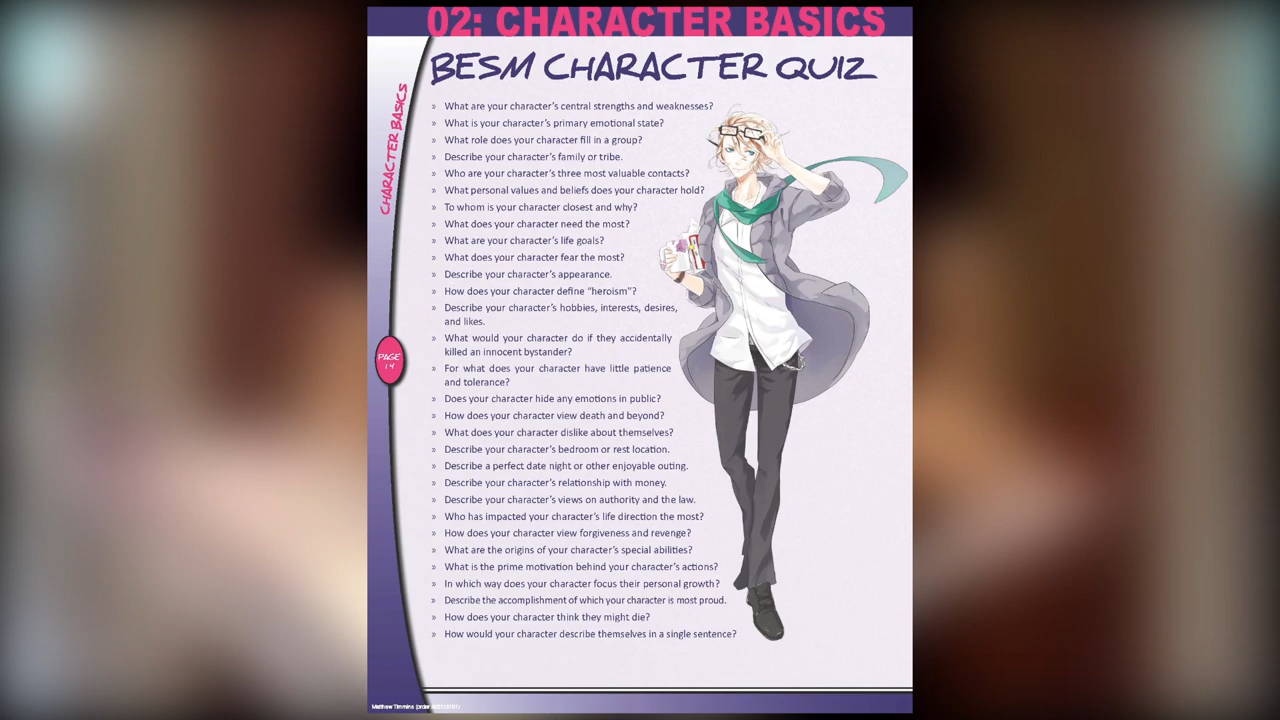 02: CHARACTER BASICS
BESM CHARACTER QUIZ
CHARACTER BASICS
» What are your character's central strengths and weaknesses?
» What is your character's primary emotional state?
» What role does your character fill in a group?
» Describe your character's family or tribe.
» Who are your character's three most valuable contacts?
» What personal values and beliefs does your character hold?
» To whom is your character closest and why?
» What does your character need the most?
» What are your character's life goals?
» What does your character fear the most?
» Describe your character's appearance.
» How does your character define “heroism”?
» Describe your character's hobbies, interests, desires,
and likes.
» What would your character do if they accidentally
killed an innocent bystander?
» For what does your character have little patience
and tolerance?
» Does your character hide any emotions in public?
» How does your character view death and beyond?
» What does your character dislike about themselves?
» Describe your character's bedroom or rest location.
» Describe a perfect date night or other enjoyable outing.
» Describe your character's relationship with money.
» Describe your character's views on authority and the law.
» Who has impacted your character's life direction the most?
» How does your character view forgiveness and revenge?
» What are the origins of your character's special abilities?
» What is the prime motivation behind your character's actions?
» In which way does your character focus their personal growth?
» Describe the accomplishment of which your character is most proud.
» How does your character think they might die?
» How would your character describe themselves in a single sentence?
PAGE
14
Matthew Timmins (order